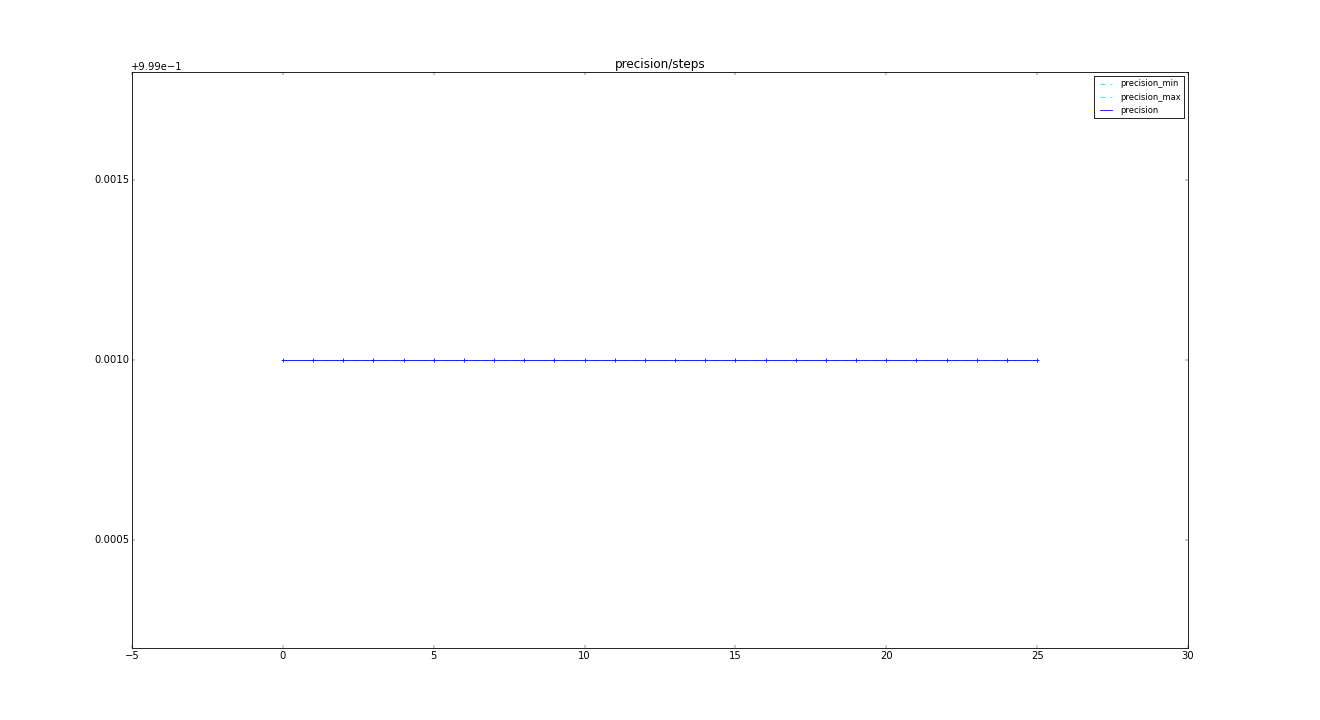 precision/steps
+9.99e−1
precision_min
precision_max
precision
0.0015
0.0010
0.0005
−5 0 5 10 15 20 25 30